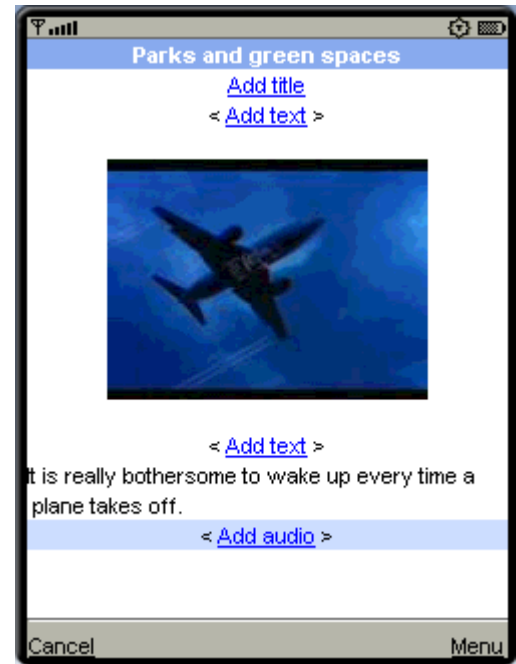 Parks and green spaces
Add title
< Add text >
< Add text >
It is really bothersome to wake up every time a
plane takes off.
< Add audio >
Cancel Menu